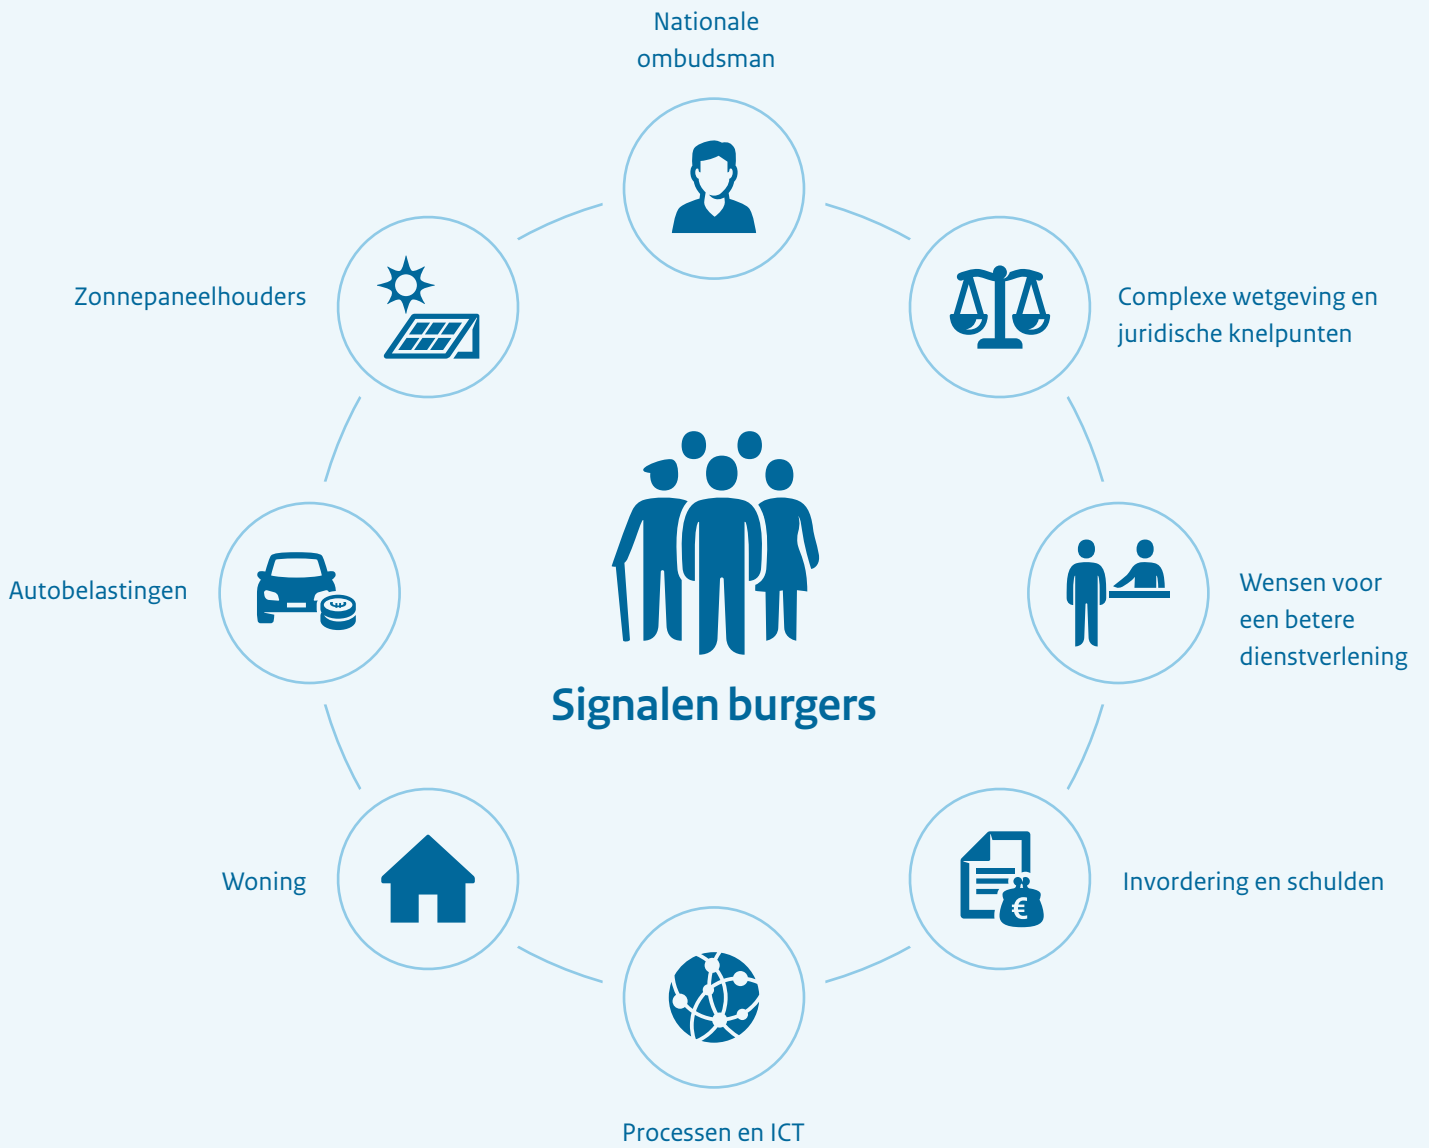 Nationale
ombudsman
Complexe wetgeving en
juridische knelpunten
Wensen voor
een betere
dienstverlening
Invordering en schulden
€
Processen en ICT
Woning
Autobelastingen
Zonnepaneelhouders
Signalen burgers